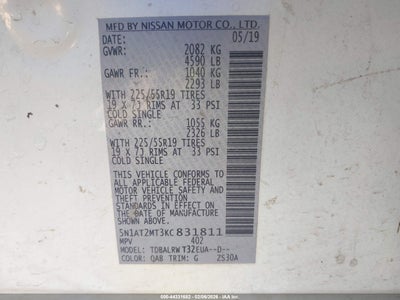 MFD BY NISSAN MOTOR CO., LTD.
DATE: 05/19
GVWR: 2082 KG
4590 LB
GAWR FR.: 1040 KG
2293 LB
WITH 225/55R19 TIRES
19 X 7J RIMS AT 33 PSI
COLD SINGLE
GAWR RR.: 1055 KG
2326 LB
WITH 225/55R19 TIRES
19 X 7J RIMS AT 33 PSI
COLD SINGLE
THIS VEHICLE CONFORMS TO ALL
APPLICABLE FEDERAL MOTOR
VEHICLE SAFETY, BUMPER,
AND THEFT PREVENTION
STANDARDS IN EFFECT ON THE
DATE OF MANUFACTURE
SHOWN ABOVE.
5N1AT2MT3KC831811
MPV 402
MODEL: TDBALRWT32EUA--D--
COLOR: QAB TRIM: G 2S30A